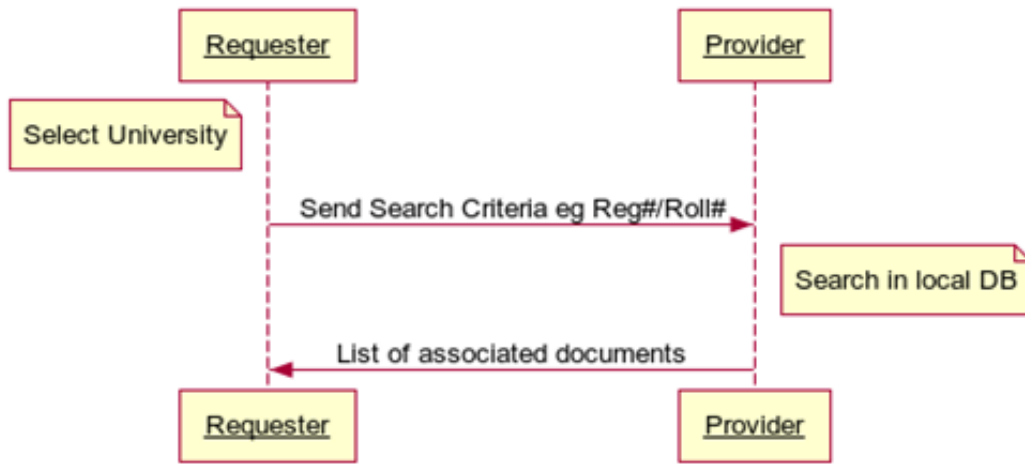 Requester
Provider
Select University
Send Search Criteria eg Reg#/Roll#
Search in local DB
List of associated documents
Requester
Provider